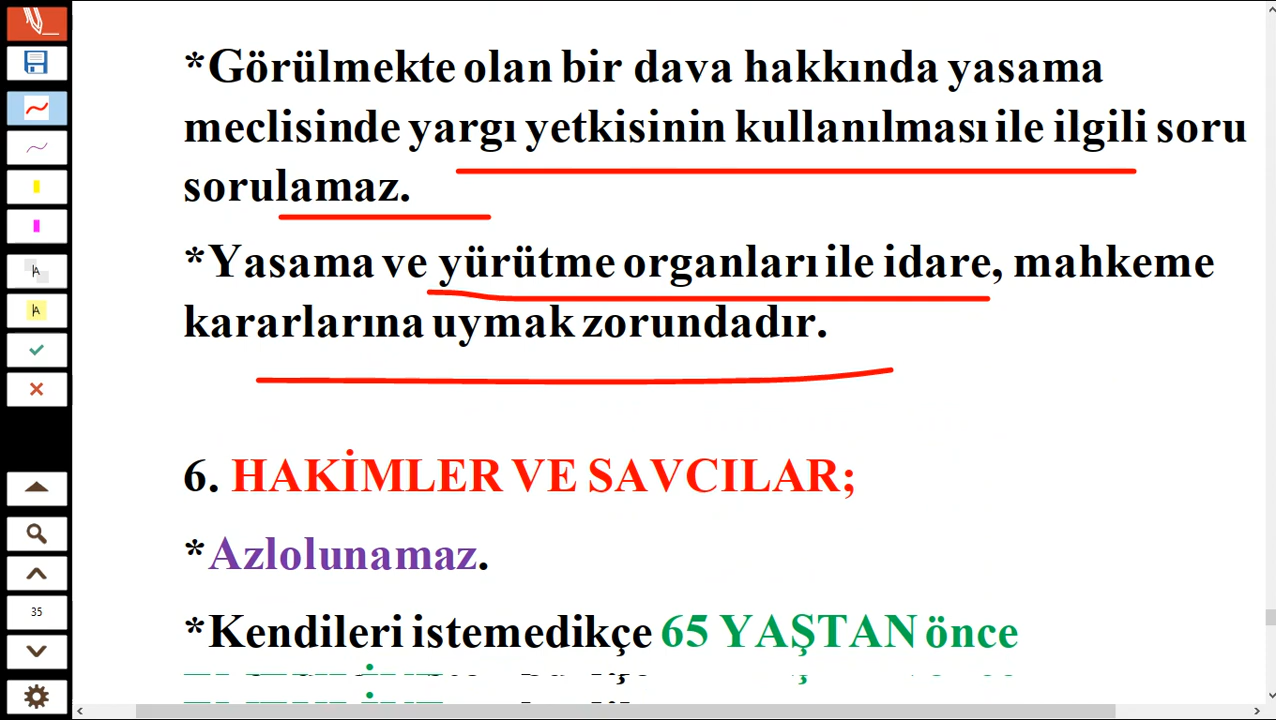 *Görülmekte olan bir dava hakkında yasama
meclisinde yargı yetkisinin kullanılması ile ilgili soru
sorulamaz.
*Yasama ve yürütme organları ile idare, mahkeme
kararlarına uymak zorundadır.
6. HAKİMLER VE SAVCILAR;
*Azlolunamaz.
*Kendileri istemedikçe 65 YAŞTAN önce
35